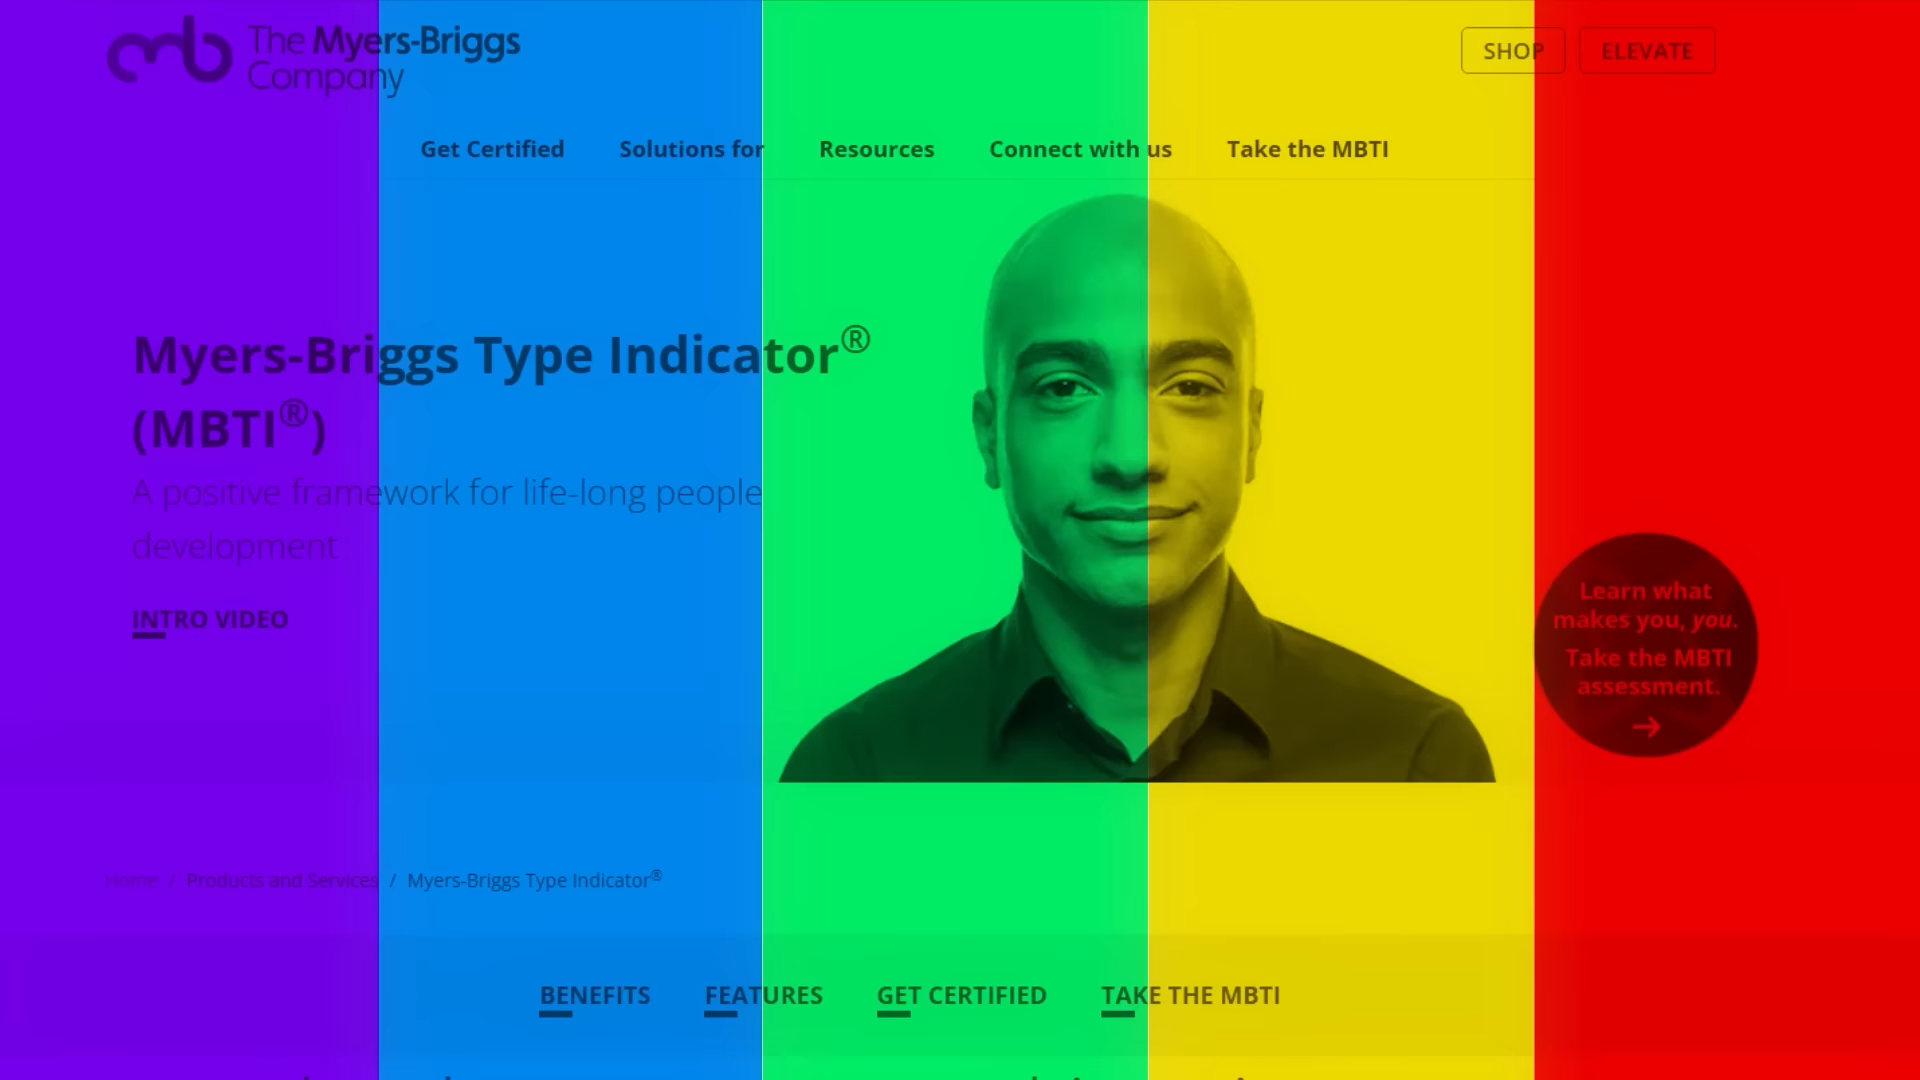 The Myers-Briggs
Company
SHOP
ELEVATE
Get Certified
Solutions for
Resources
Connect with us
Take the MBTI
Myers-Briggs Type Indicator®
(MBTI®)
A positive framework for life-long people
development
INTRO VIDEO
Learn what
makes you, you.
Take the MBTI
assessment.
Home / Products and Services / Myers-Briggs Type Indicator®
BENEFITS
FEATURES
GET CERTIFIED
TAKE THE MBTI